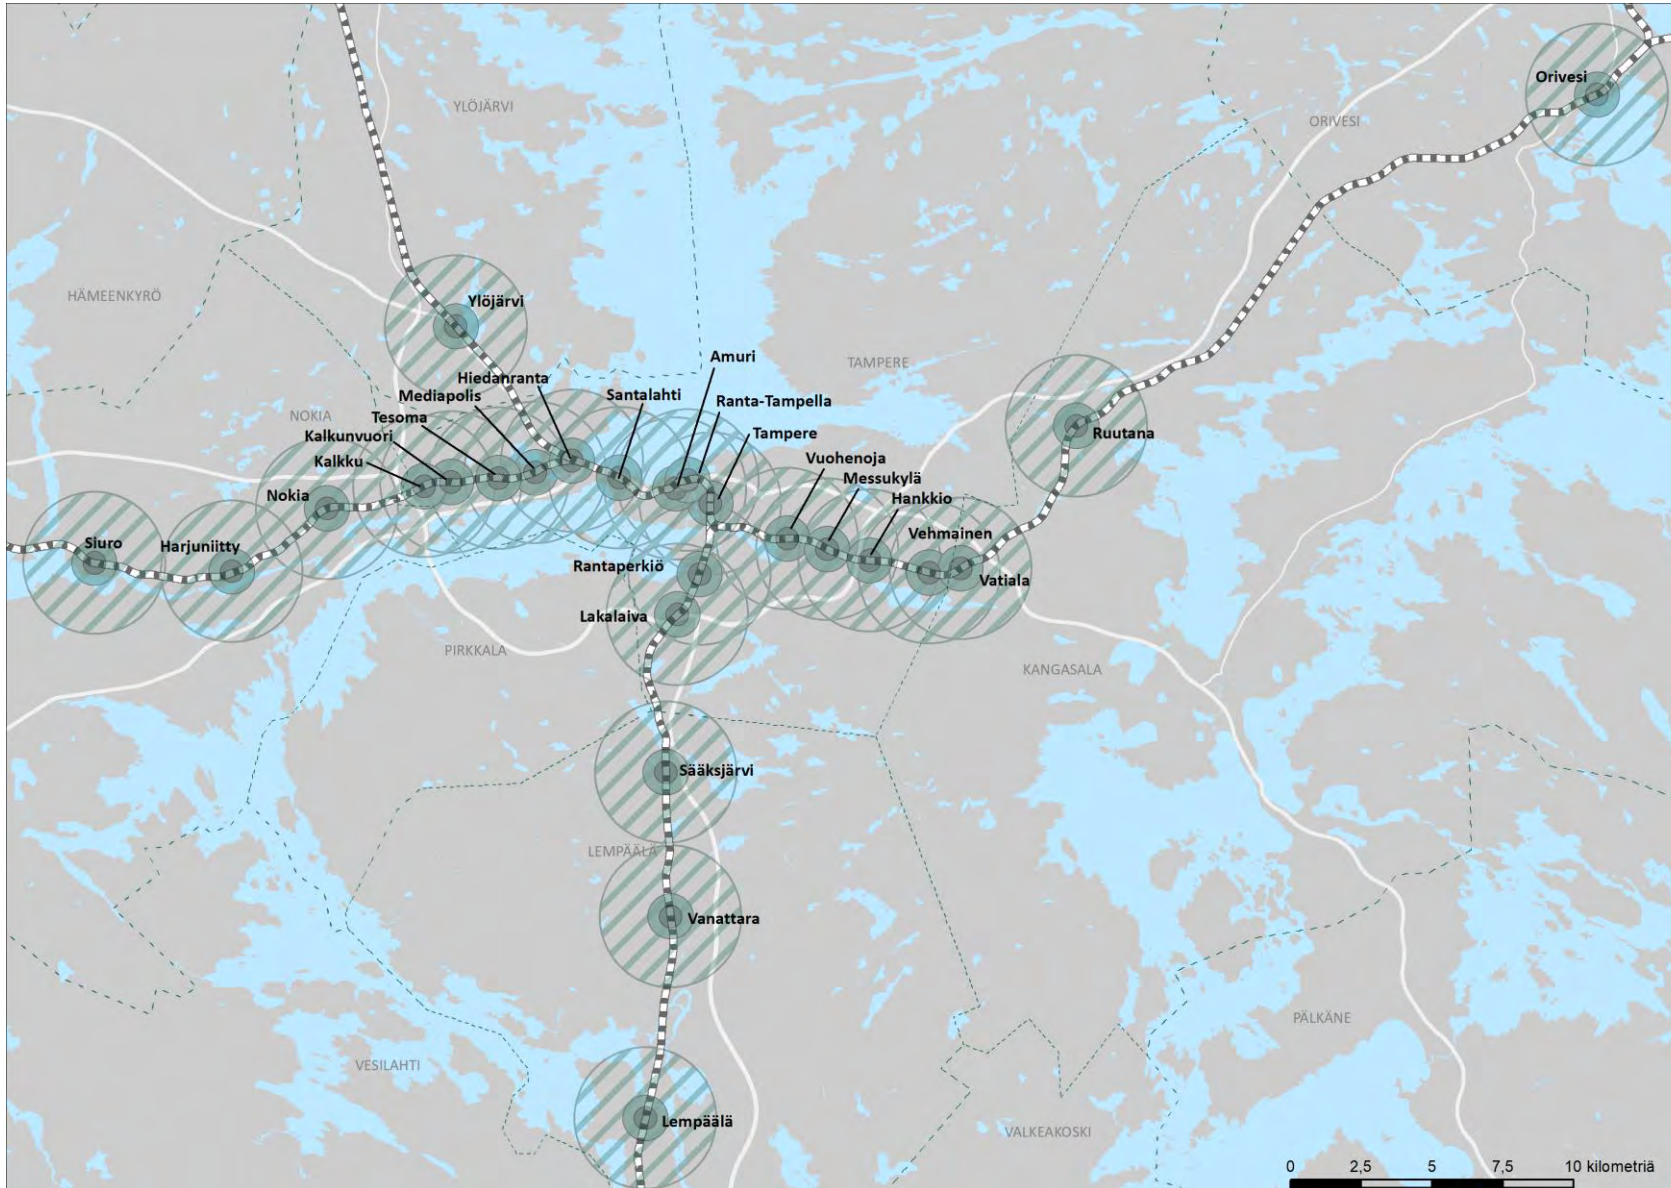 Orivesi
YLÖJÄRVI
ORIVESI
HÄMEENKYRÖ
Ylöjärvi
Amuri
TAMPERE
Hiedanranta
Mediapolis
Santalahti
Ranta-Tampella
NOKIA
Tesoma
Kalkunvuori
Tampere
Ruutana
Kalkku
Vuohenoja
Messukylä
Nokia
Hankkio
Siuro
Harjuniitty
Vehmainen
Rantaperkiö
Vatiala
Lakalaiva
PIRKKALA
KANGASALA
Sääksjärvi
LEMPÄÄLÄ
Vanattara
PÄLKÄNE
VESILAHTI
Lempäälä
VALKEAKOSKI
0 2,5 5 7,5 10 kilometriä